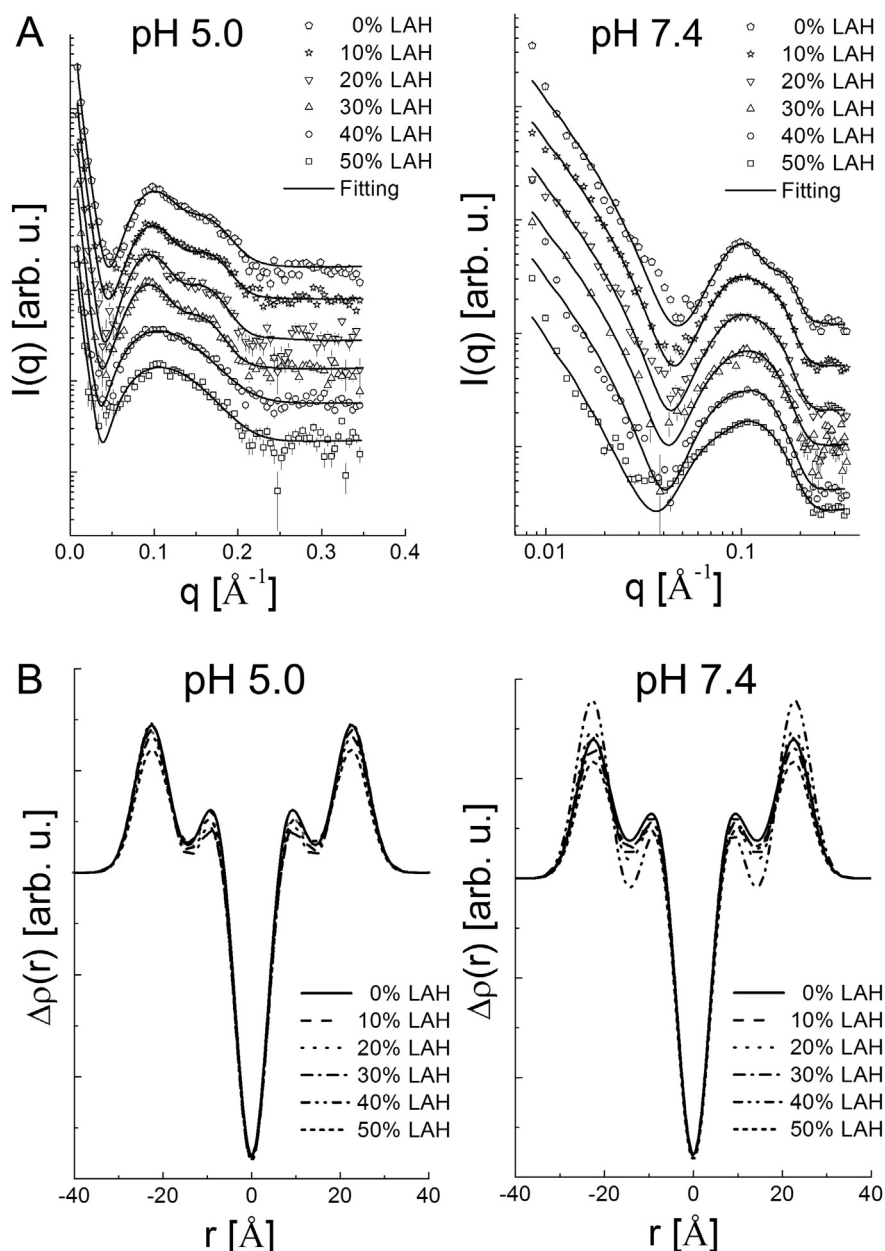 A
pH 5.0
0% LAH
10% LAH
20% LAH
30% LAH
40% LAH
50% LAH
Fitting
I(q) [arb. u.]
0.0 0.1 0.2 0.3 0.4
q [Å⁻¹]
pH 7.4
0% LAH
10% LAH
20% LAH
30% LAH
40% LAH
50% LAH
Fitting
I(q) [arb. u.]
0.01 0.1
q [Å⁻¹]
B
pH 5.0
Δρ(r) [arb. u.]
0% LAH
10% LAH
20% LAH
30% LAH
40% LAH
50% LAH
-40 -20 0 20 40
r [Å]
pH 7.4
Δρ(r) [arb. u.]
0% LAH
10% LAH
20% LAH
30% LAH
40% LAH
50% LAH
-40 -20 0 20 40
r [Å]